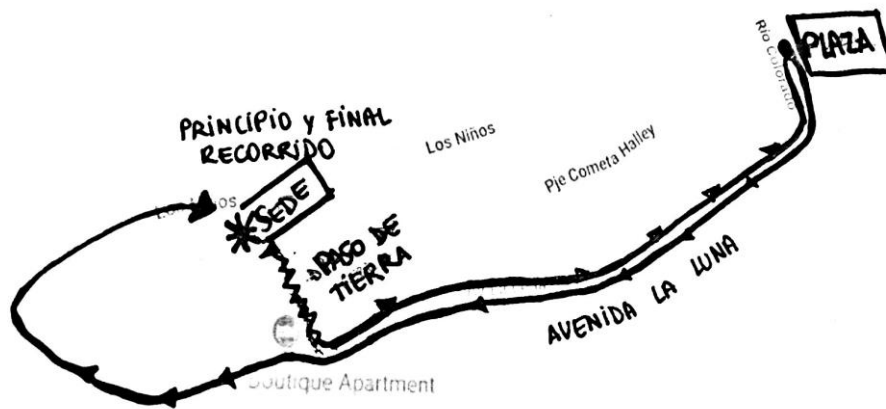 Río Colorado
PLAZA
PRINCIPIO y FINAL
RECORRIDO
Los Niños
Pje Cometa Halley
SEDE
PASO DE
TIERRA
AVENIDA LA LUNA
Boutique Apartment